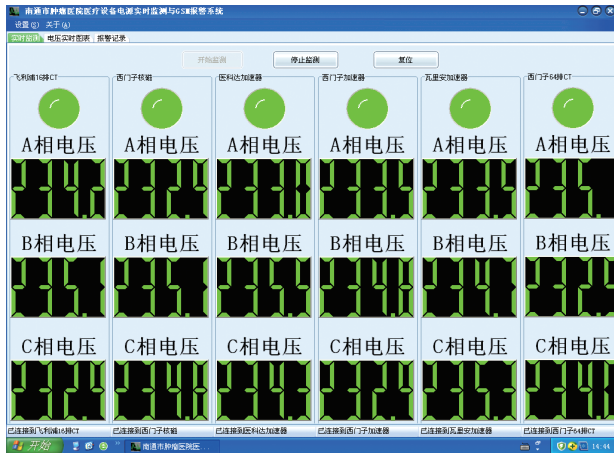 南通市肿瘤医院医疗设备电源实时监测与GSM报警系统
设置(S) 关于(A)
实时监测 电压实时图表 报警记录
开始监测 停止监测 复位
飞利浦16排CT 西门子核磁 医科达加速器 西门子加速器 瓦里安加速器 西门子64排CT
A相电压 A相电压 A相电压 A相电压 A相电压 A相电压
B相电压 B相电压 B相电压 B相电压 B相电压 B相电压
C相电压 C相电压 C相电压 C相电压 C相电压 C相电压
已连接到飞利浦16排CT 已连接到西门子核磁 已连接到医科达加速器 已连接到西门子加速器 已连接到瓦里安加速器 已连接到西门子64排CT
开始 南通市肿瘤医院医... 14:44